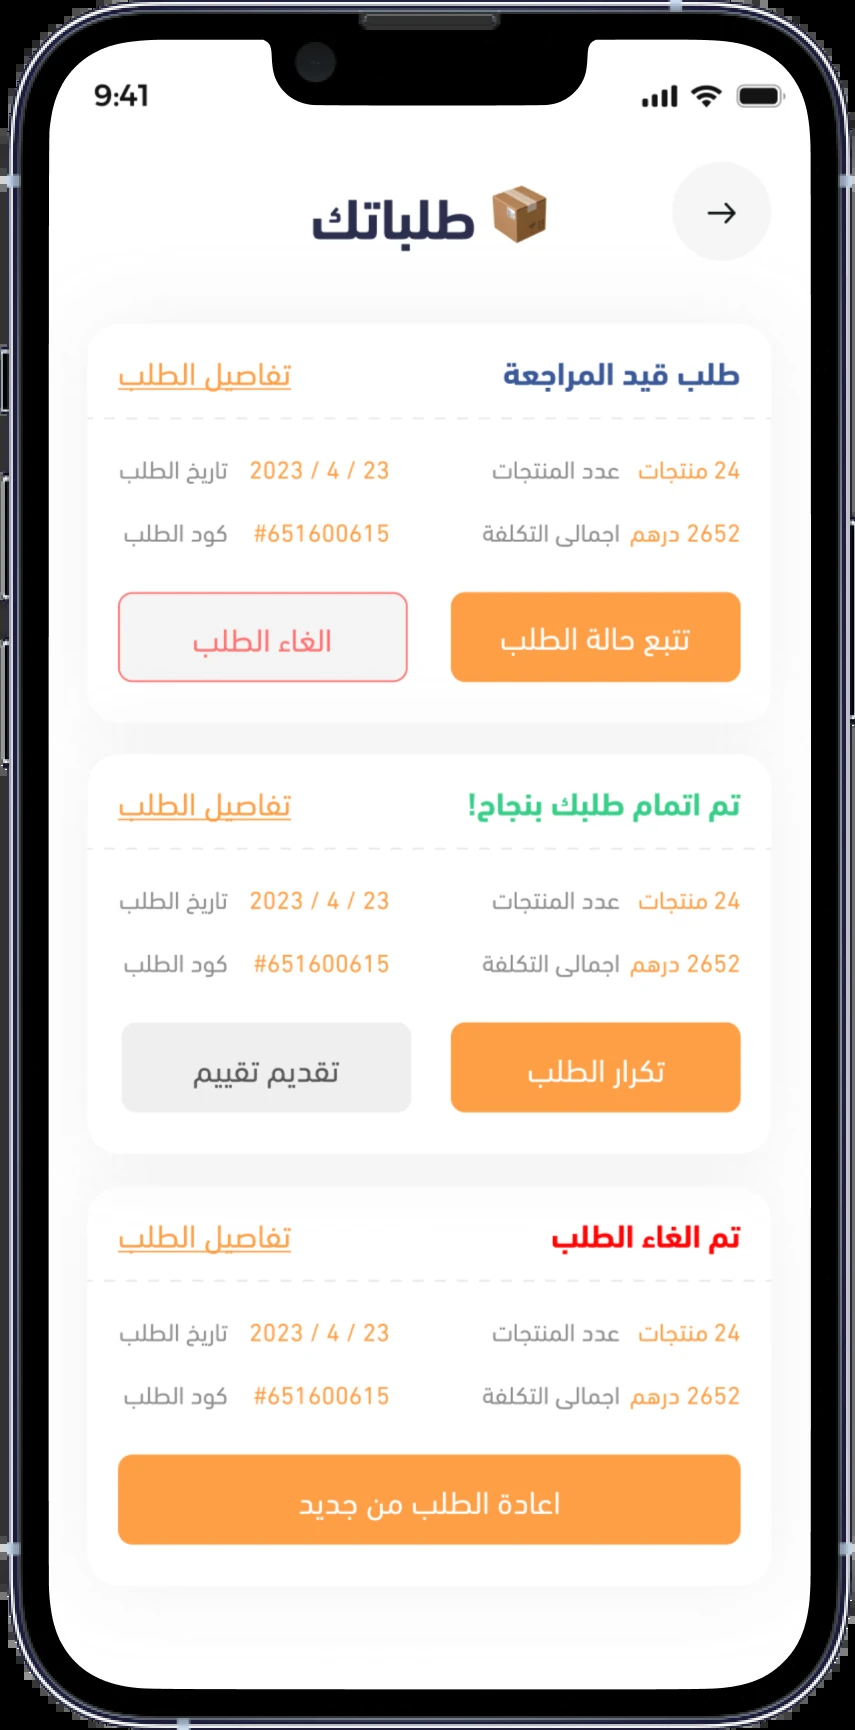 9:41
طلباتك
طلب قيد المراجعة تفاصيل الطلب
24 منتجات عدد المنتجات 23 / 4 / 2023 تاريخ الطلب
2652 درهم اجمالى التكلفة #651600615 كود الطلب
تتبع حالة الطلب الغاء الطلب
تم اتمام طلبك بنجاح! تفاصيل الطلب
24 منتجات عدد المنتجات 23 / 4 / 2023 تاريخ الطلب
2652 درهم اجمالى التكلفة #651600615 كود الطلب
تكرار الطلب تقديم تقييم
تم الغاء الطلب تفاصيل الطلب
24 منتجات عدد المنتجات 23 / 4 / 2023 تاريخ الطلب
2652 درهم اجمالى التكلفة #651600615 كود الطلب
اعادة الطلب من جديد